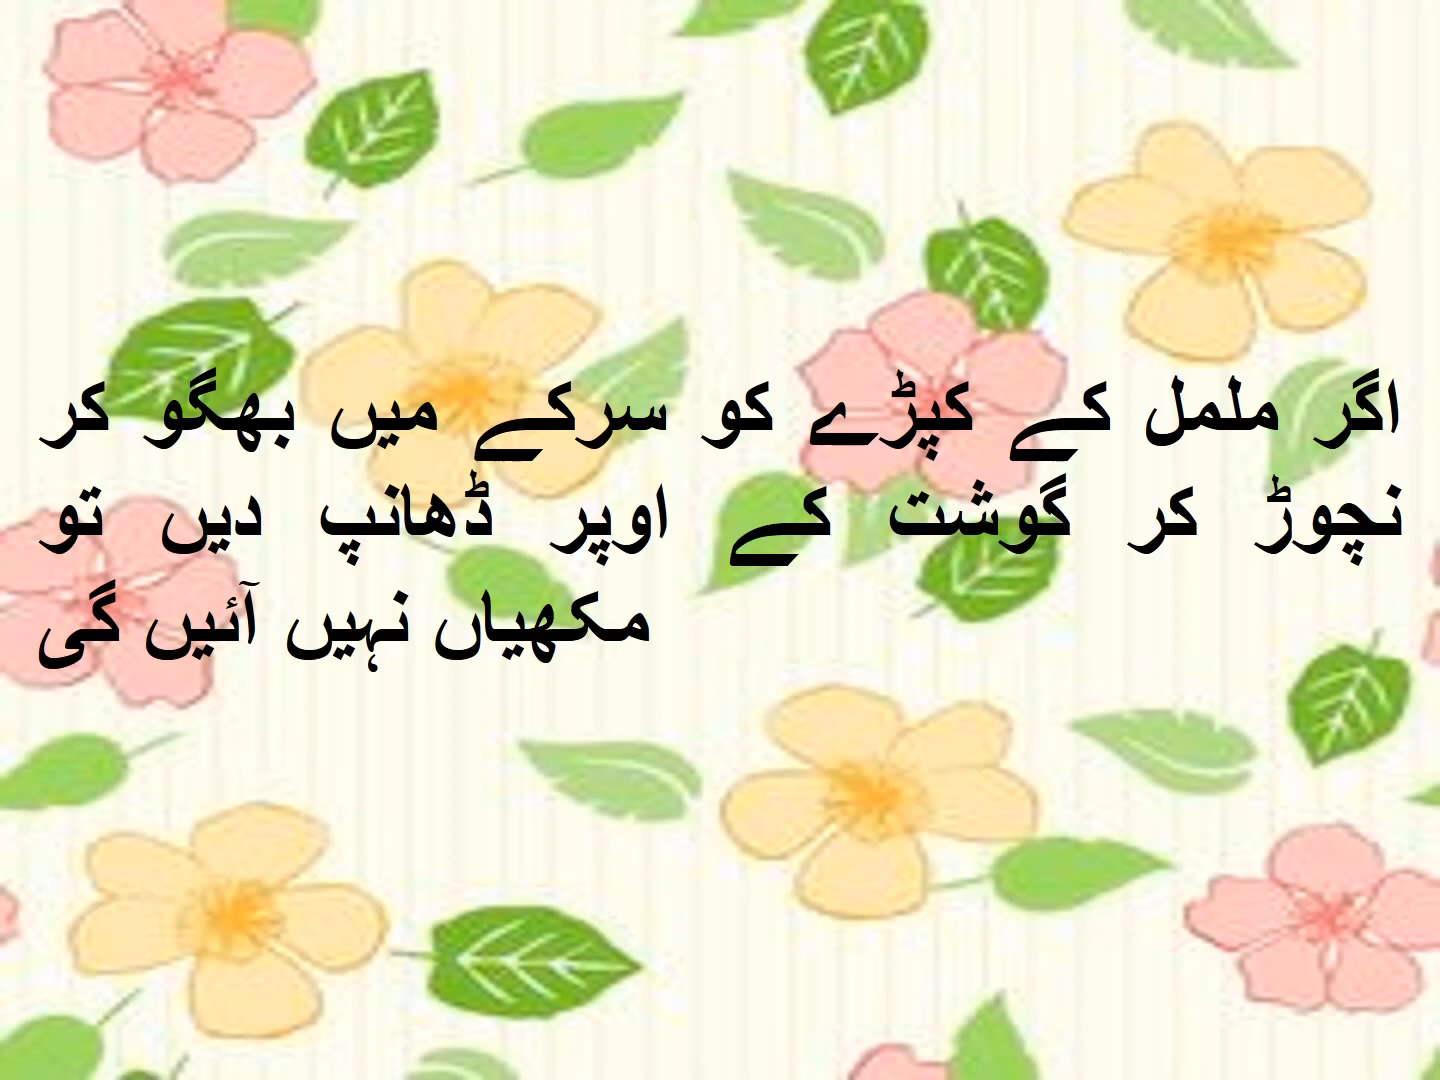 اگر ململ کے کپڑے کو سرکے میں بھگو کر
نچوڑ کر گوشت کے اوپر ڈھانپ دیں تو
مکھیاں نہیں آئیں گی